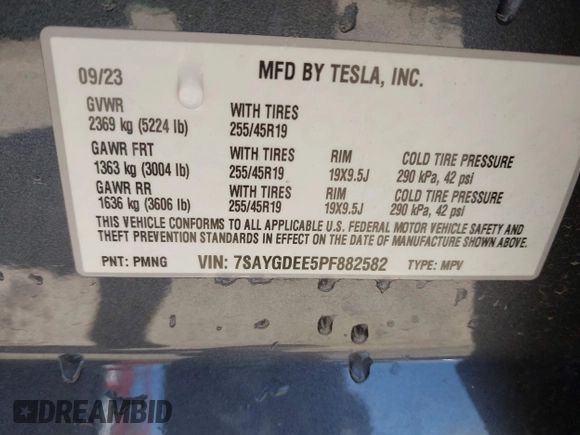 09/23 MFD BY TESLA, INC.
GVWR WITH TIRES
2369 kg (5224 lb) 255/45R19
GAWR FRT WITH TIRES RIM COLD TIRE PRESSURE
1363 kg (3004 lb) 255/45R19 19X9.5J 290 kPa, 42 psi
GAWR RR WITH TIRES RIM COLD TIRE PRESSURE
1636 kg (3606 lb) 255/45R19 19X9.5J 290 kPa, 42 psi
THIS VEHICLE CONFORMS TO ALL APPLICABLE U.S. FEDERAL MOTOR VEHICLE SAFETY AND
THEFT PREVENTION STANDARDS IN EFFECT ON THE DATE OF MANUFACTURE SHOWN ABOVE.
PNT: PMNG VIN: 7SAYGDEE5PF882582 TYPE: MPV
DREAMBID